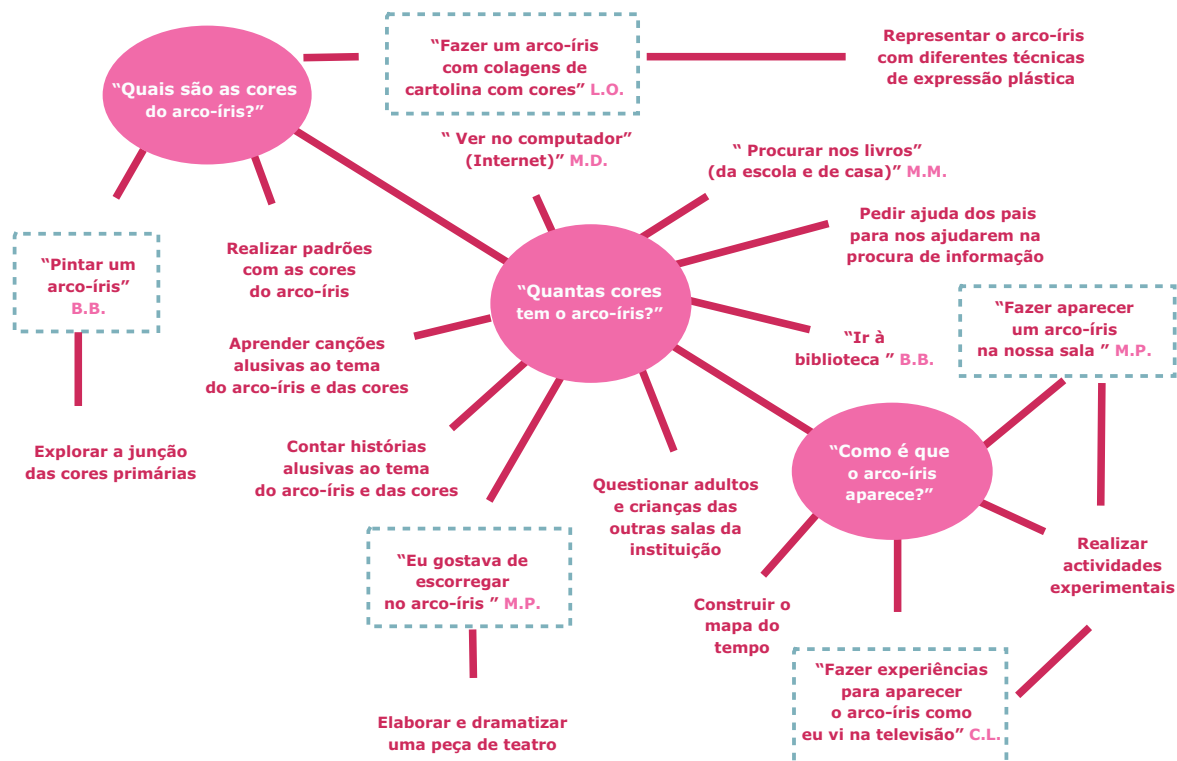 “Quais são as cores
do arco-íris?”
“Fazer um arco-íris
com colagens de
cartolina com cores” L.O.
Representar o arco-íris
com diferentes técnicas
de expressão plástica
“ Ver no computador”
(Internet)” M.D.
“ Procurar nos livros”
(da escola e de casa)” M.M.
Pedir ajuda dos pais
para nos ajudarem na
procura de informação
“Pintar um
arco-íris”
B.B.
Realizar padrões
com as cores
do arco-íris
“Quantas cores
tem o arco-íris?”
“Fazer aparecer
um arco-íris
na nossa sala ” M.P.
“Ir à
biblioteca ” B.B.
Aprender canções
alusivas ao tema
do arco-íris e das cores
Explorar a junção
das cores primárias
Contar histórias
alusivas ao tema
do arco-íris e das cores
Questionar adultos
e crianças das
outras salas da
instituição
“Como é que
o arco-íris
aparece?”
“Eu gostava de
escorregar
no arco-íris ” M.P.
Realizar
actividades
experimentais
Construir o
mapa do
tempo
“Fazer experiências
para aparecer
o arco-íris como
eu vi na televisão” C.L.
Elaborar e dramatizar
uma peça de teatro